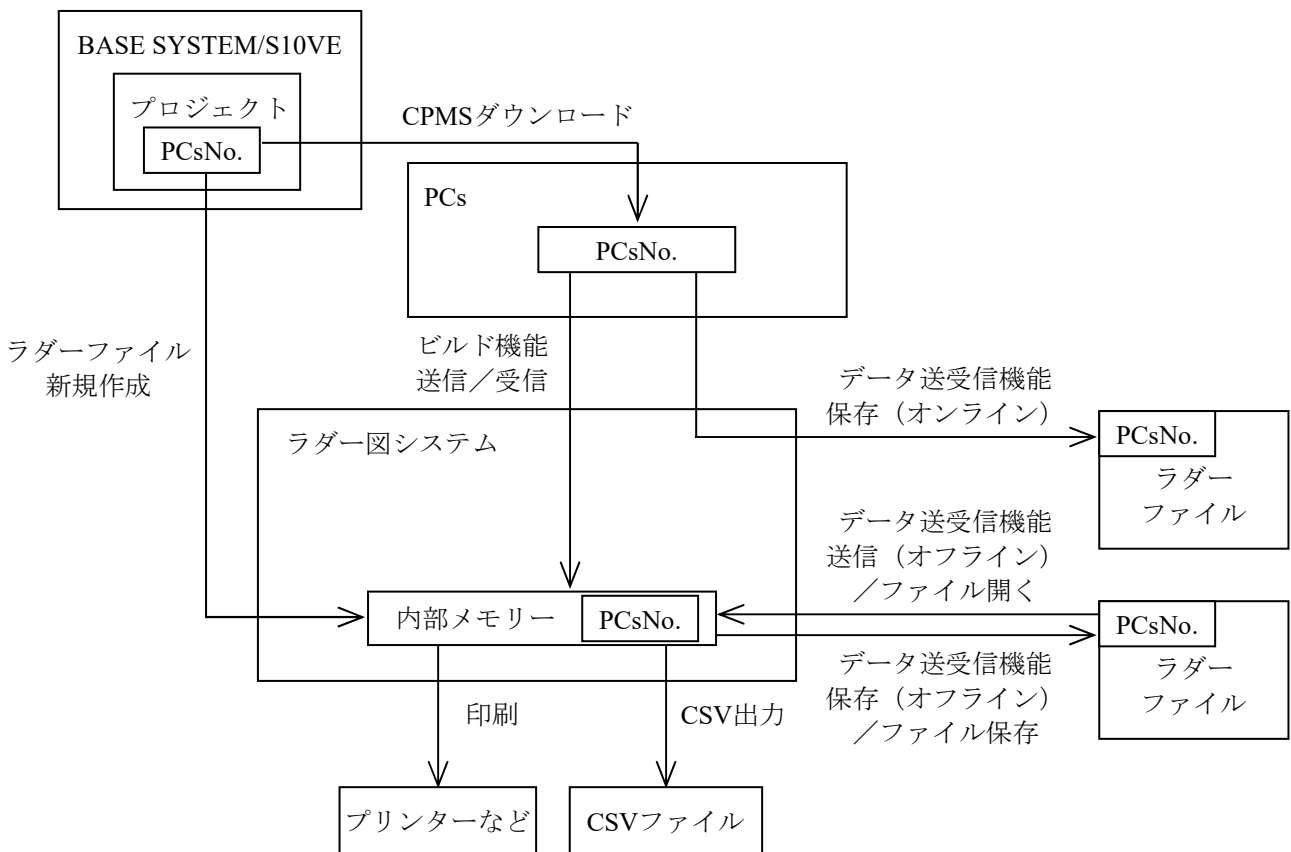 BASE SYSTEM/S10VE
プロジェクト
PCsNo.
CPMSダウンロード
PCs
PCsNo.
ラダーファイル
新規作成
ビルド機能
送信／受信
データ送受信機能
保存（オンライン）
PCsNo.
ラダー
ファイル
ラダー図システム
データ送受信機能
送信（オフライン）
／ファイル開く
内部メモリー
PCsNo.
PCsNo.
ラダー
ファイル
データ送受信機能
保存（オフライン）
／ファイル保存
印刷
CSV出力
プリンターなど
CSVファイル